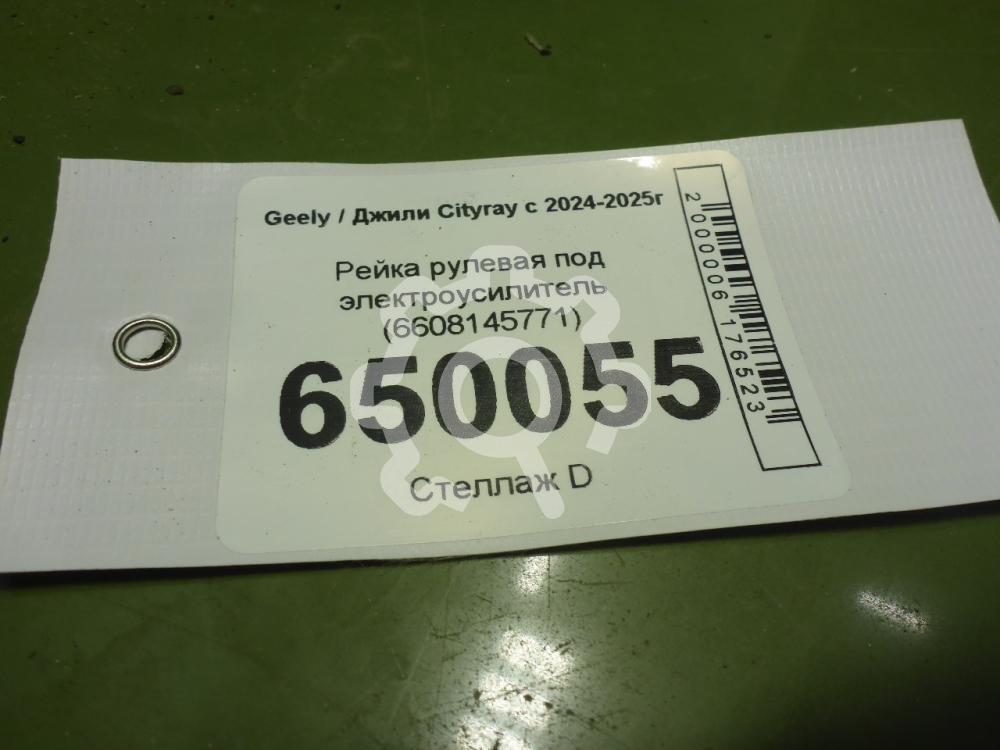 Geely / Джили Cityray с 2024-2025г
Рейка рулевая под
электроусилитель
(6608145771)
650055
Стеллаж D
2000006176523